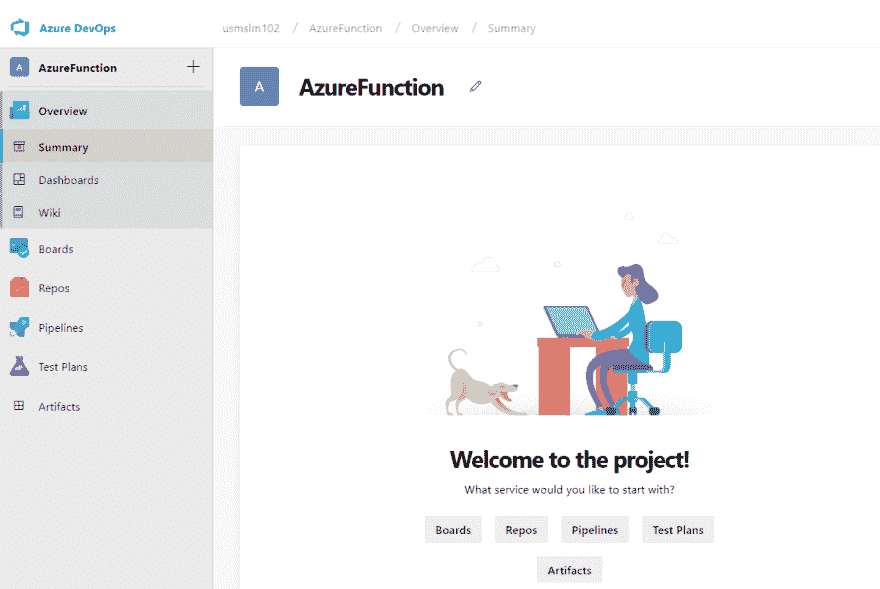 Azure DevOps
usmslm102 / AzureFunction / Overview / Summary
A AzureFunction +
A AzureFunction
Overview
Summary
Dashboards
Wiki
Boards
Repos
Pipelines
Test Plans
Artifacts
Welcome to the project!
What service would you like to start with?
Boards Repos Pipelines Test Plans
Artifacts